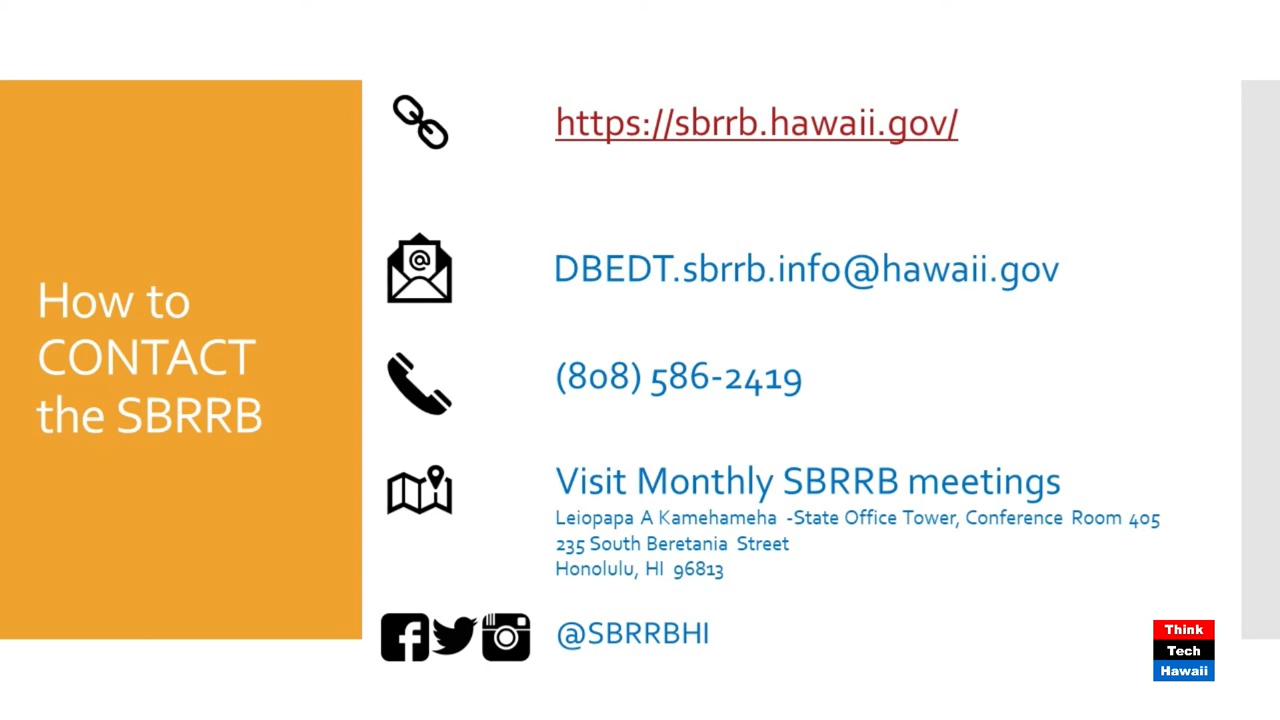 How to
CONTACT
the SBRRB
https://sbrrb.hawaii.gov/
@
DBEDT.sbrrb.info@hawaii.gov
(808) 586-2419
Visit Monthly SBRRB meetings
Leiopapa A Kamehameha -State Office Tower, Conference Room 405
235 South Beretania Street
Honolulu, HI 96813
@SBRRBHI
Think
Tech
Hawaii